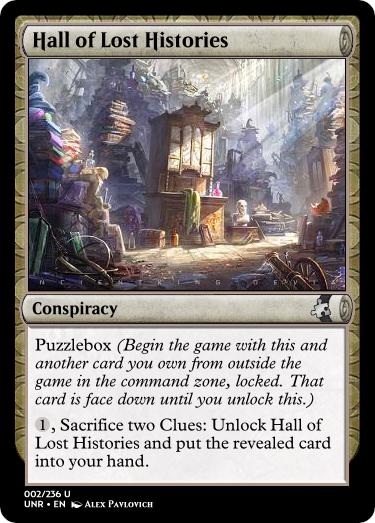 Hall of Lost Histories
Conspiracy
Puzzlebox (Begin the game with this and
another card you own from outside the
game in the command zone, locked. That
card is face down until you unlock this.)
1, Sacrifice two Clues: Unlock Hall of
Lost Histories and put the revealed card
into your hand.
002/236 U
UNR • EN Alex Pavlovich